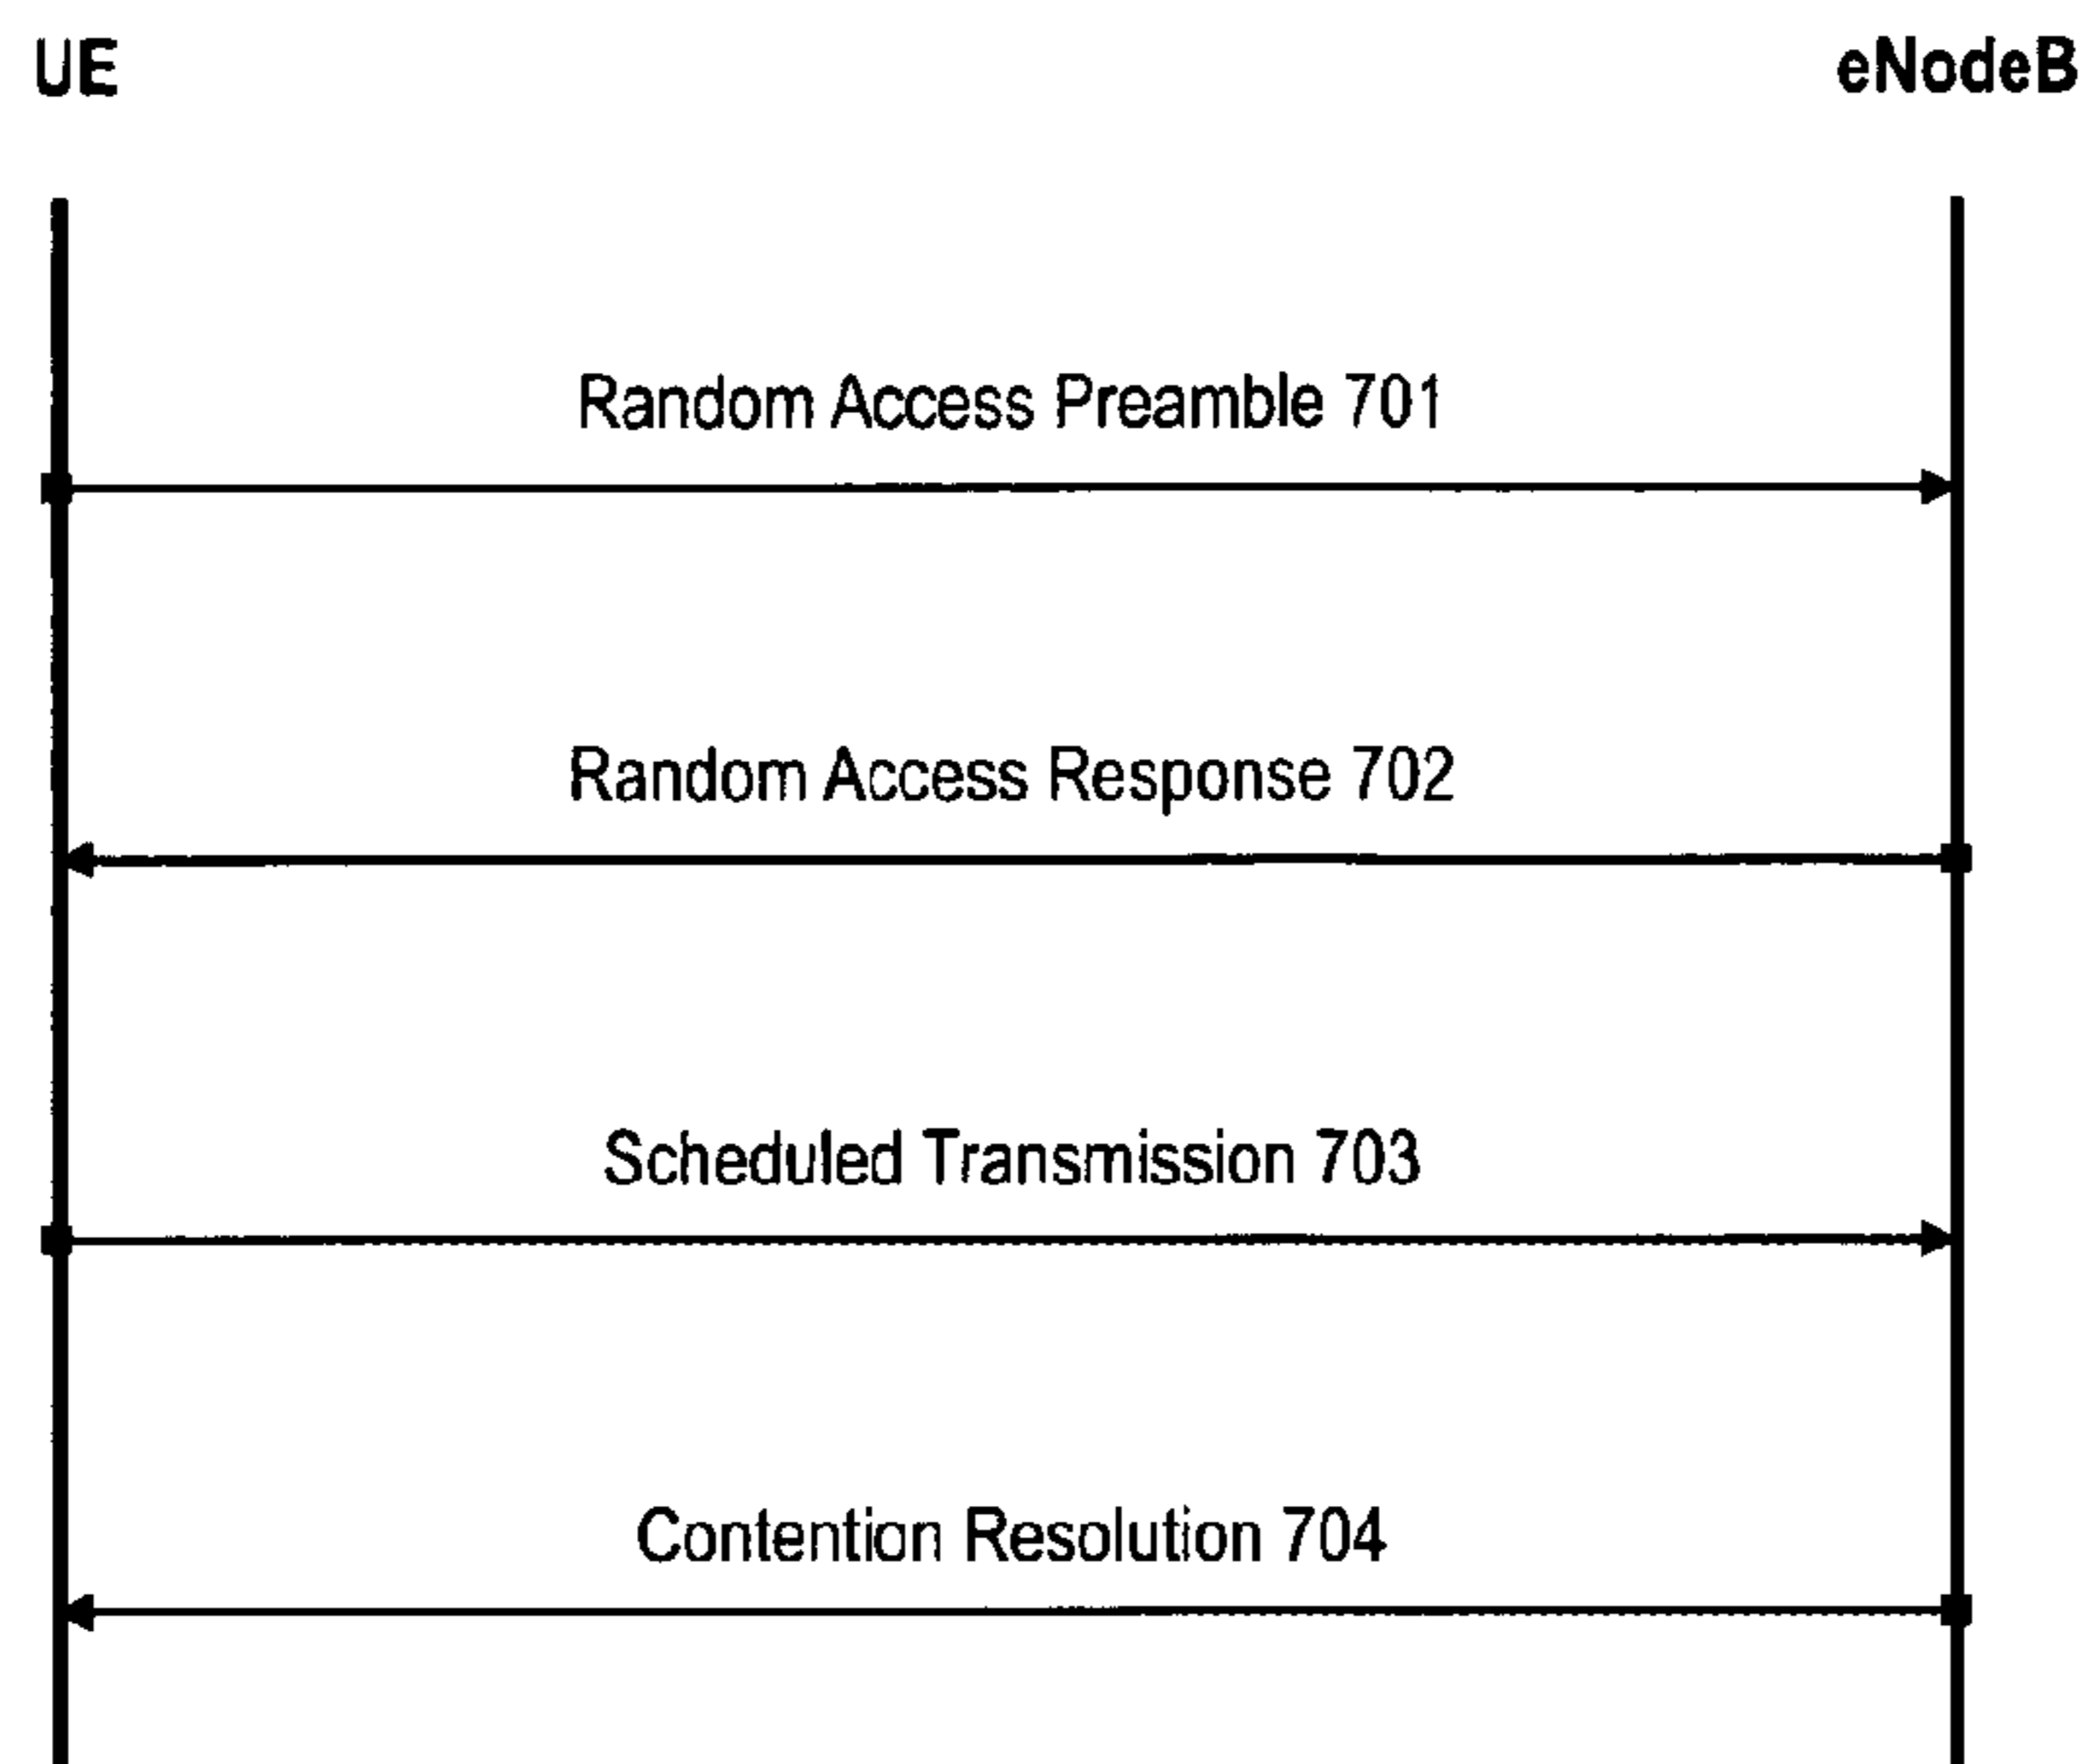 UE eNodeB
Random Access Preamble 701
Random Access Response 702
Scheduled Transmission 703
Contention Resolution 704